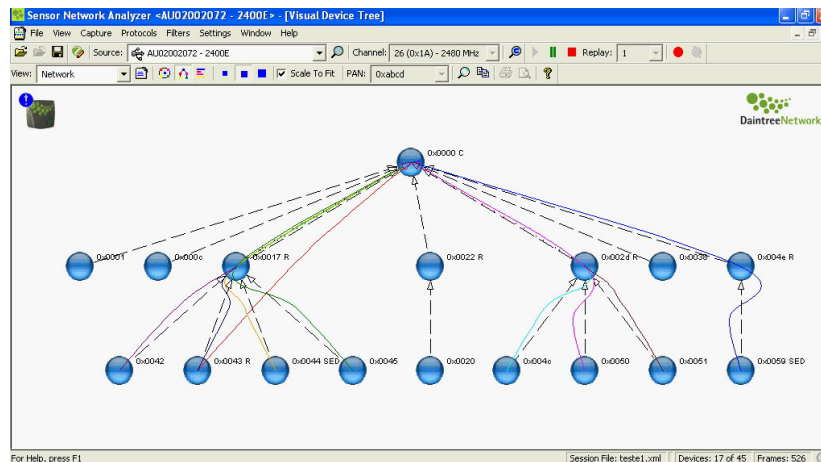 Sensor Network Analyzer <AU02002072 - 2400E> - [Visual Device Tree]
File View Capture Protocols Filters Settings Window Help
Source: AU02002072 - 2400E Channel: 26 (0x1A) - 2480 MHz Replay: 1
View: Network Scale To Fit PAN: 0xabcd
DaintreeNetwork
0x0000 C
0x0001 0x000c 0x0017 R 0x0022 R 0x002d R 0x0038 0x004e R
0x0042 0x0043 R 0x0044 SED 0x0045 0x0020 0x004c 0x0050 0x0051 0x0059 SED
For Help, press F1 Session File: teste1.xml Devices: 17 of 45 Frames: 526